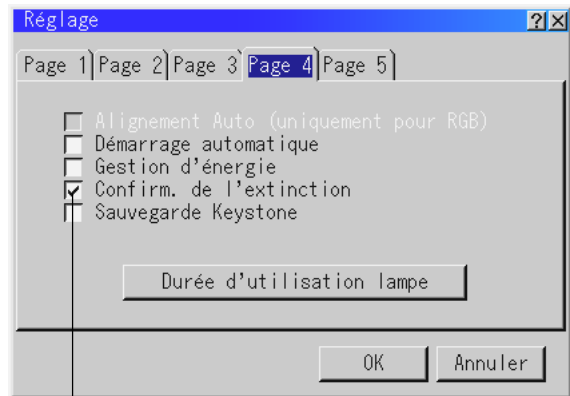 Réglage ? x
Page 1 Page 2 Page 3 Page 4 Page 5
Alignement Auto (uniquement pour RGB)
Démarrage automatique
Gestion d'énergie
Confirm. de l'extinction
Sauvegarde Keystone
Durée d'utilisation lampe
OK Annuler